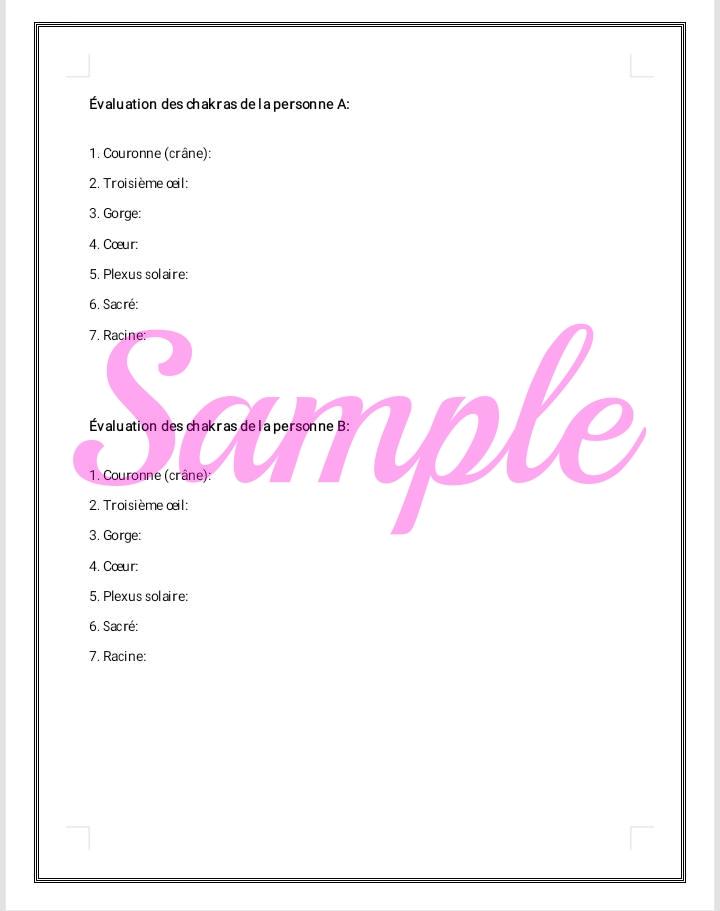 Évaluation des chakras de la personne A:
1. Couronne (crâne):
2. Troisième œil:
3. Gorge:
4. Cœur:
5. Plexus solaire:
6. Sacré:
7. Racine:
Sample
Évaluation des chakras de la personne B:
1. Couronne (crâne):
2. Troisième œil:
3. Gorge:
4. Cœur:
5. Plexus solaire:
6. Sacré:
7. Racine: